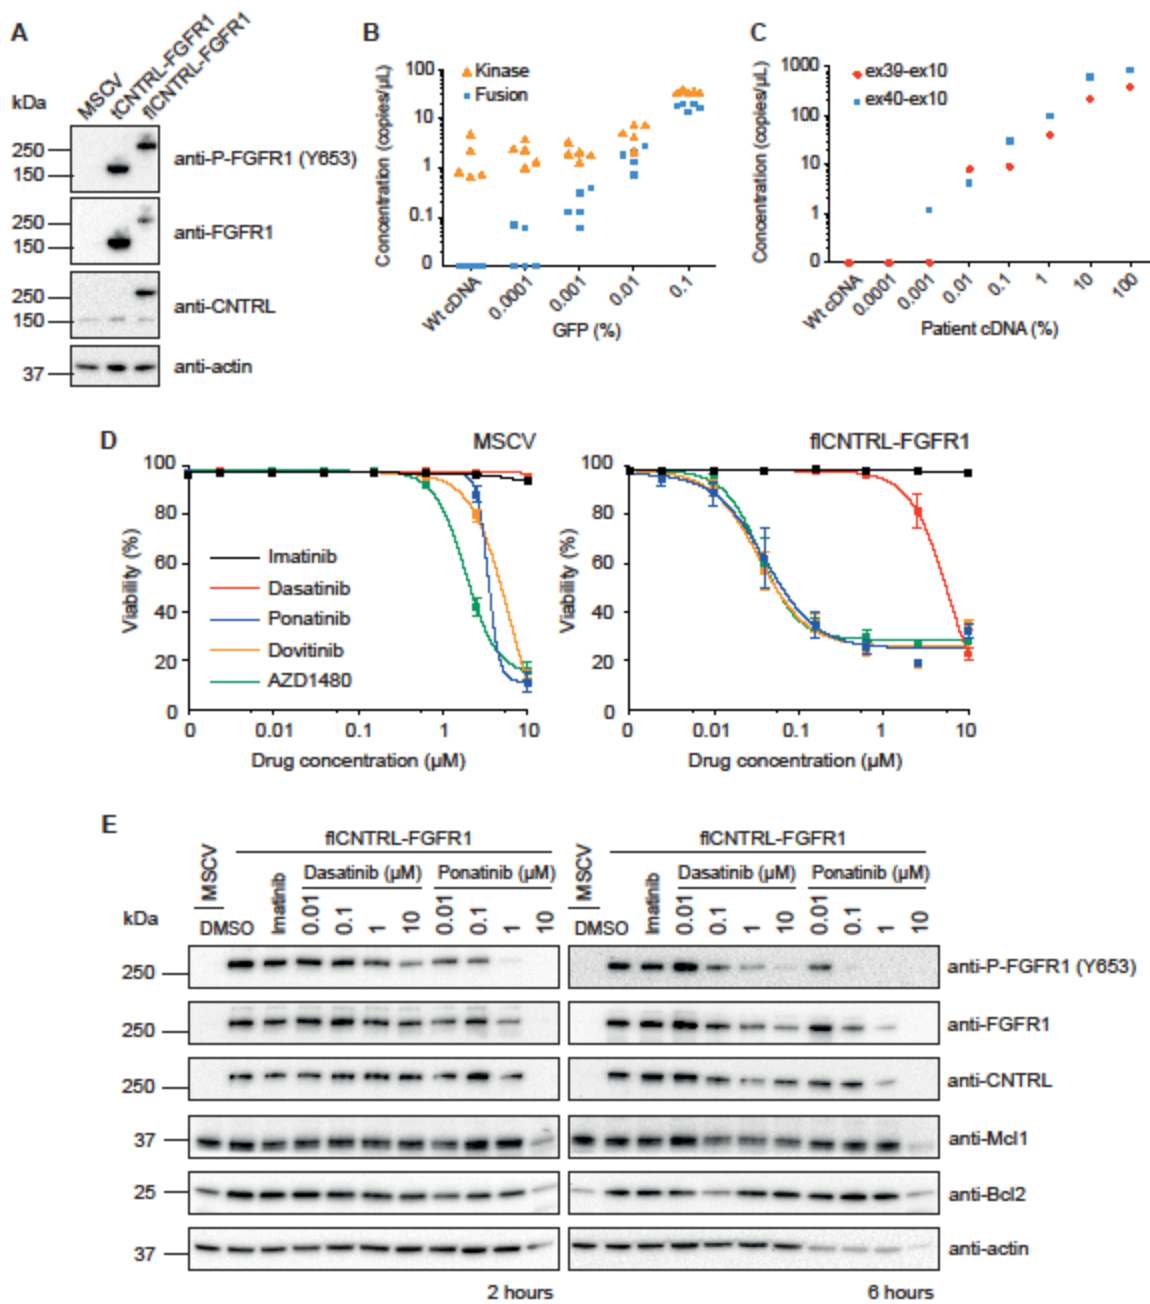 A
MSCV
tCNTRL-FGFR1
flCNTRL-FGFR1
kDa
250
150
anti-P-FGFR1 (Y653)
250
150
anti-FGFR1
250
150
anti-CNTRL
37
anti-actin
B
Concentration (copies/µL)
100
10
1
0.1
0
Kinase
Fusion
Wt cDNA
0.0001
0.001
0.01
0.1
GFP (%)
C
Concentration (copies/µL)
1000
100
10
1
0
ex39-ex10
ex40-ex10
Wt cDNA
0.0001
0.001
0.01
0.1
1
10
100
Patient cDNA (%)
D
MSCV
Viability (%)
100
80
60
40
20
0
Imatinib
Dasatinib
Ponatinib
Dovitinib
AZD1480
0
0.01
0.1
1
10
Drug concentration (µM)
flCNTRL-FGFR1
Viability (%)
100
80
60
40
20
0
0
0.01
0.1
1
10
Drug concentration (µM)
E
flCNTRL-FGFR1
MSCV
Dasatinib (µM)
Ponatinib (µM)
kDa
DMSO
Imatinib
0.01
0.1
1
10
0.01
0.1
1
10
flCNTRL-FGFR1
MSCV
Dasatinib (µM)
Ponatinib (µM)
DMSO
Imatinib
0.01
0.1
1
10
0.01
0.1
1
10
250
anti-P-FGFR1 (Y653)
250
anti-FGFR1
250
anti-CNTRL
37
anti-Mcl1
25
anti-Bcl2
37
anti-actin
2 hours
6 hours